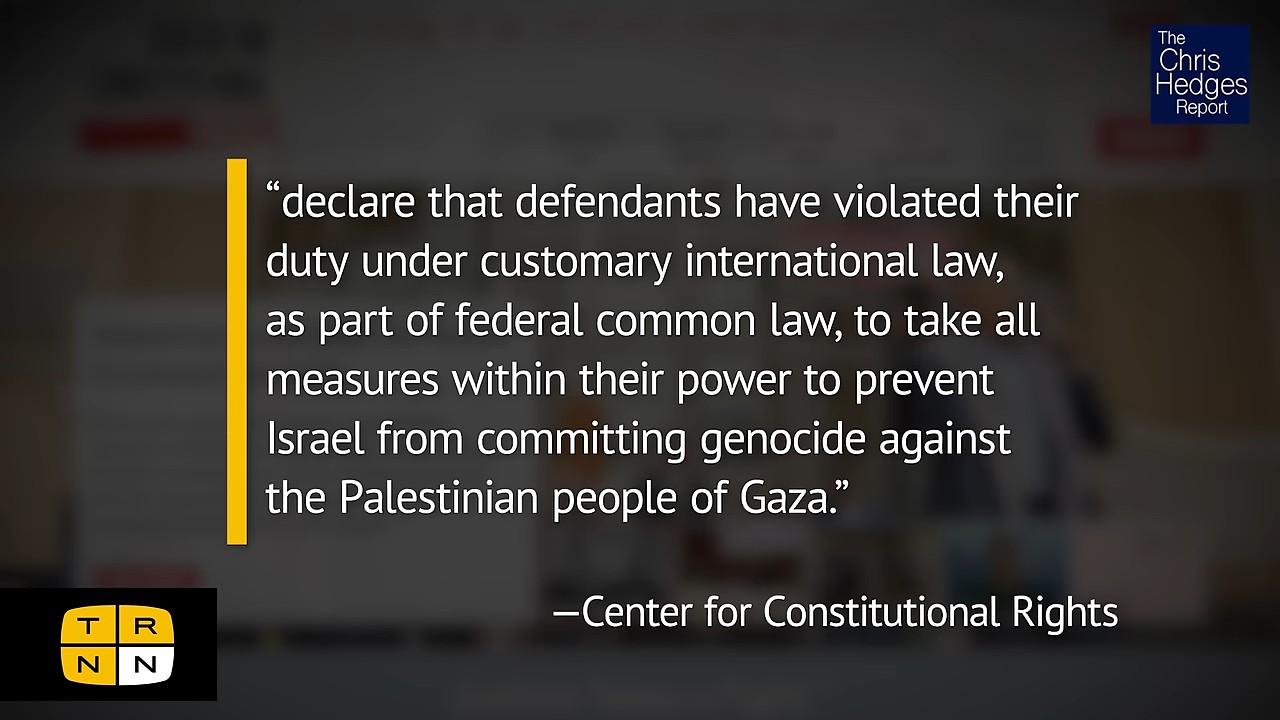 The
Chris
Hedges
Report
“declare that defendants have violated their
duty under customary international law,
as part of federal common law, to take all
measures within their power to prevent
Israel from committing genocide against
the Palestinian people of Gaza.”
—Center for Constitutional Rights
T R
N N